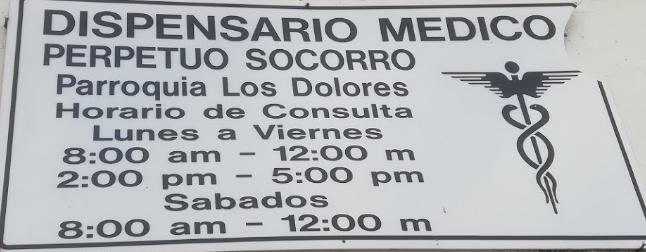 DISPENSARIO MEDICO
PERPETUO SOCORRO
Parroquia Los Dolores
Horario de Consulta
Lunes a Viernes
8:00 am - 12:00 m
2:00 pm - 5:00 pm
Sabados
8:00 am - 12:00 m